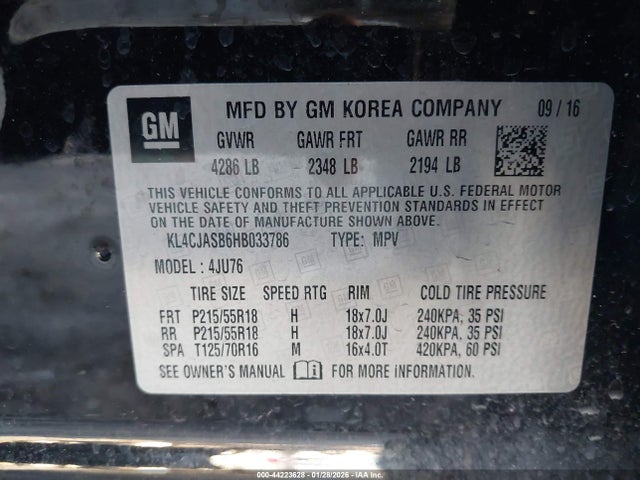 GM
MFD BY GM KOREA COMPANY 09 / 16
GVWR GAWR FRT GAWR RR
4286 LB 2348 LB 2194 LB
THIS VEHICLE CONFORMS TO ALL APPLICABLE U.S. FEDERAL MOTOR
VEHICLE SAFETY AND THEFT PREVENTION STANDARDS IN EFFECT
ON THE DATE OF MANUFACTURE SHOWN ABOVE.
KL4CJASB6HB033786 TYPE: MPV
MODEL : 4JU76
TIRE SIZE SPEED RTG RIM COLD TIRE PRESSURE
FRT P215/55R18 H 18x7.0J 240KPA, 35 PSI
RR P215/55R18 H 18x7.0J 240KPA, 35 PSI
SPA T125/70R16 M 16x4.0T 420KPA, 60 PSI
SEE OWNER'S MANUAL FOR MORE INFORMATION.
000-44223628 - 01/28/2026 - IAAI.COM